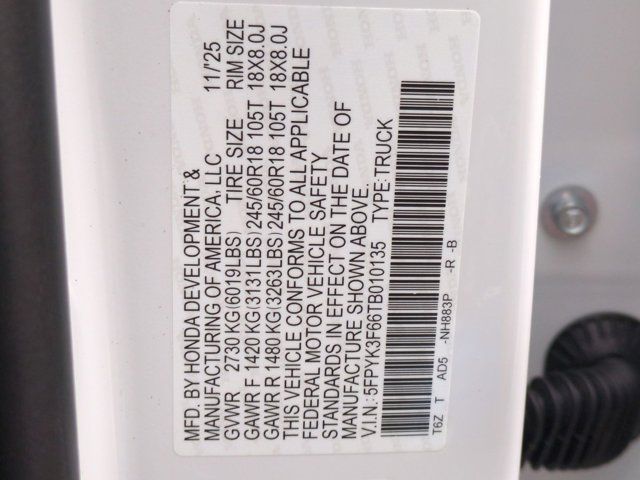 MFD. BY HONDA DEVELOPMENT &
MANUFACTURING OF AMERICA, LLC 11/'25
GVWR 2730 KG(6019LBS) TIRE SIZE RIM SIZE
GAWR F 1420 KG(3131LBS) 245/60R18 105T 18X8.0J
GAWR R 1480 KG(3263LBS) 245/60R18 105T 18X8.0J
THIS VEHICLE CONFORMS TO ALL APPLICABLE
FEDERAL MOTOR VEHICLE SAFETY
STANDARDS IN EFFECT ON THE DATE OF
MANUFACTURE SHOWN ABOVE.
V.I.N.: 5FPYK3F66TB010135 TYPE: TRUCK
T6Z T AD5 -NH883P -R -B